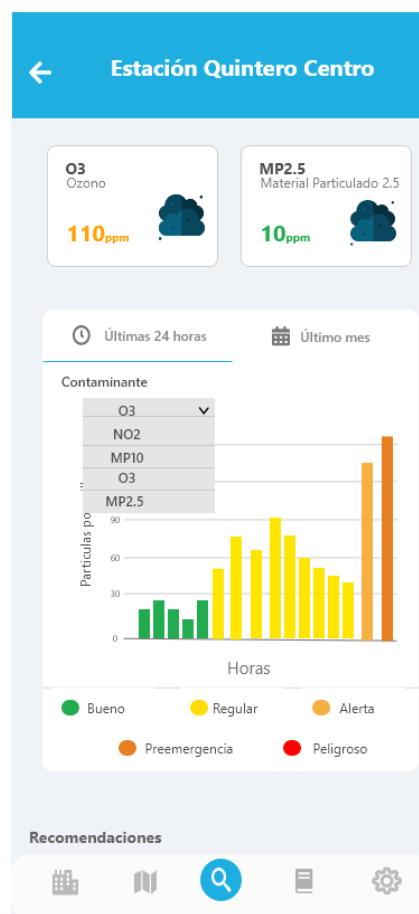 Estación Quintero Centro
O3
Ozono
110ppm
MP2.5
Material Particulado 2.5
10ppm
Últimas 24 horas
Último mes
Contaminante
O3
NO2
MP10
O3
MP2.5
90
60
30
0
Particulas po
Horas
Bueno
Regular
Alerta
Preemergencia
Peligroso
Recomendaciones